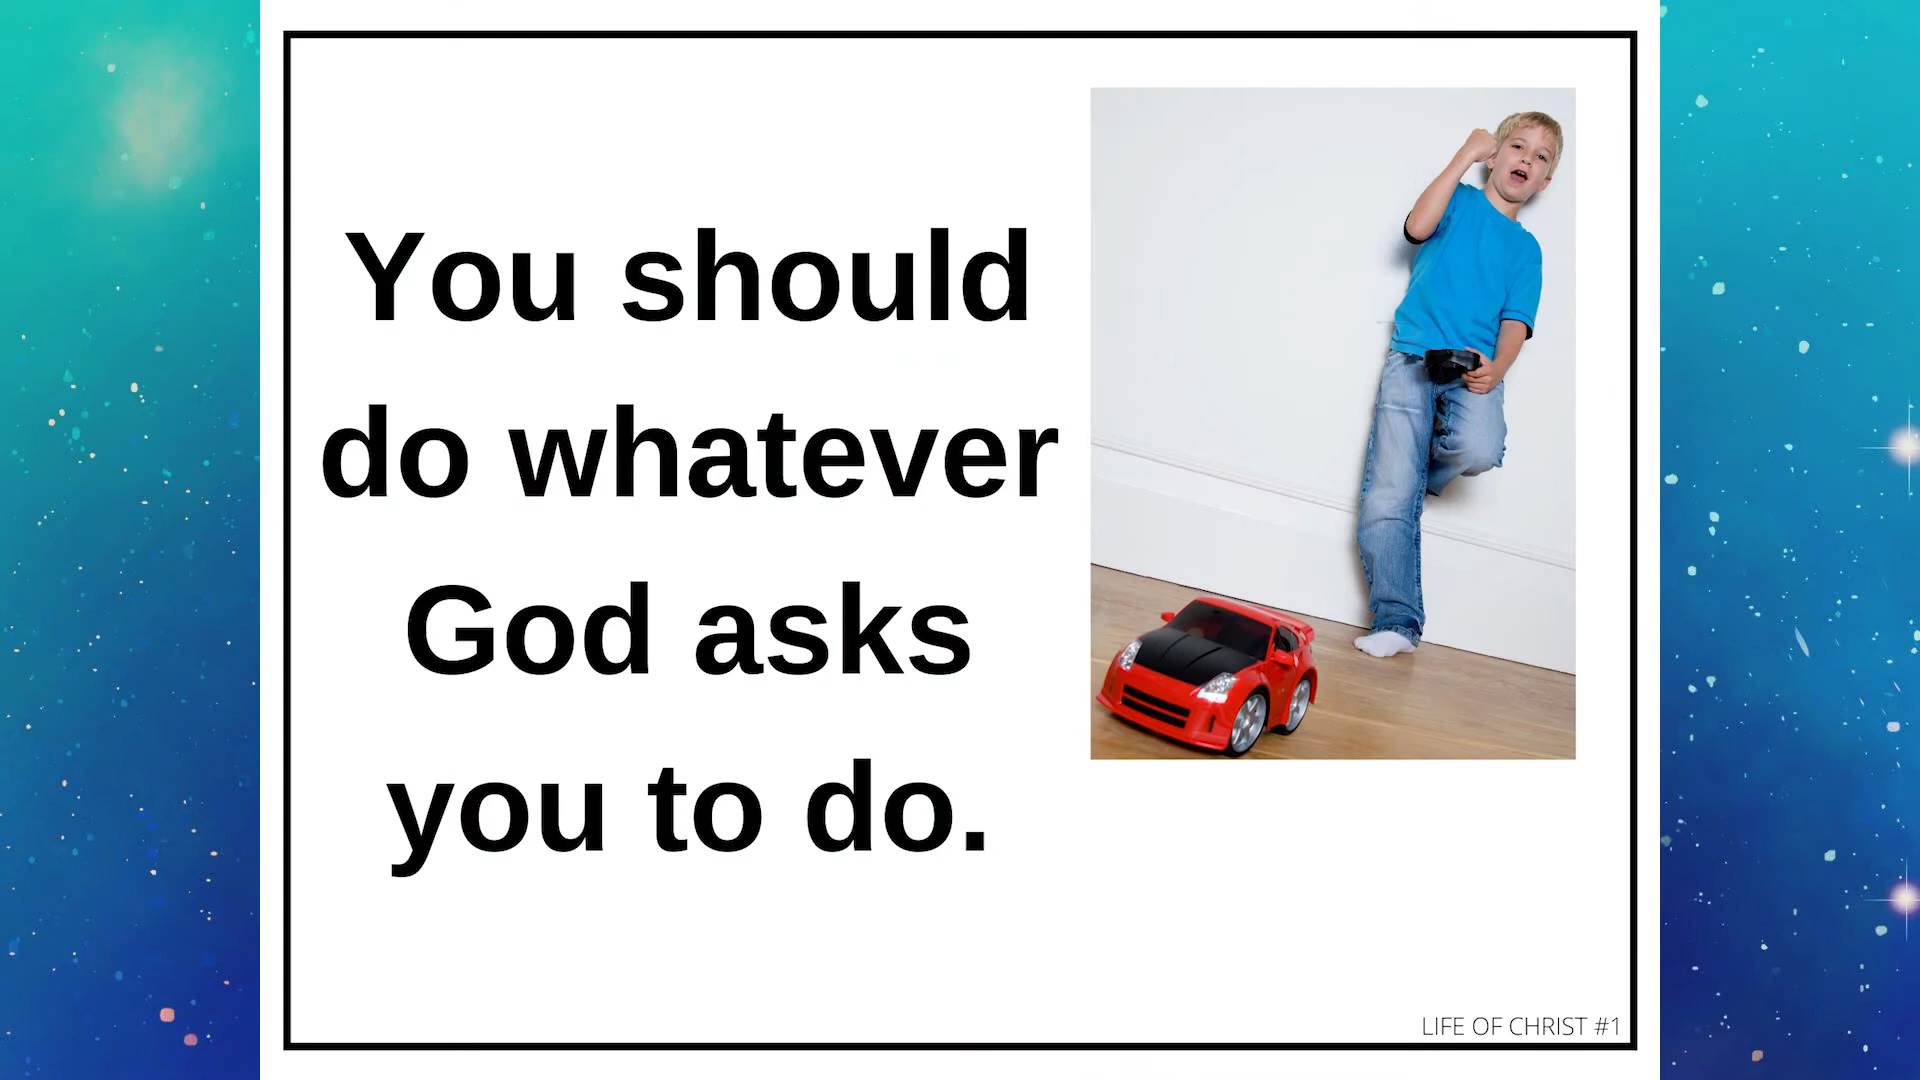 You should
do whatever
God asks
you to do.
LIFE OF CHRIST #1